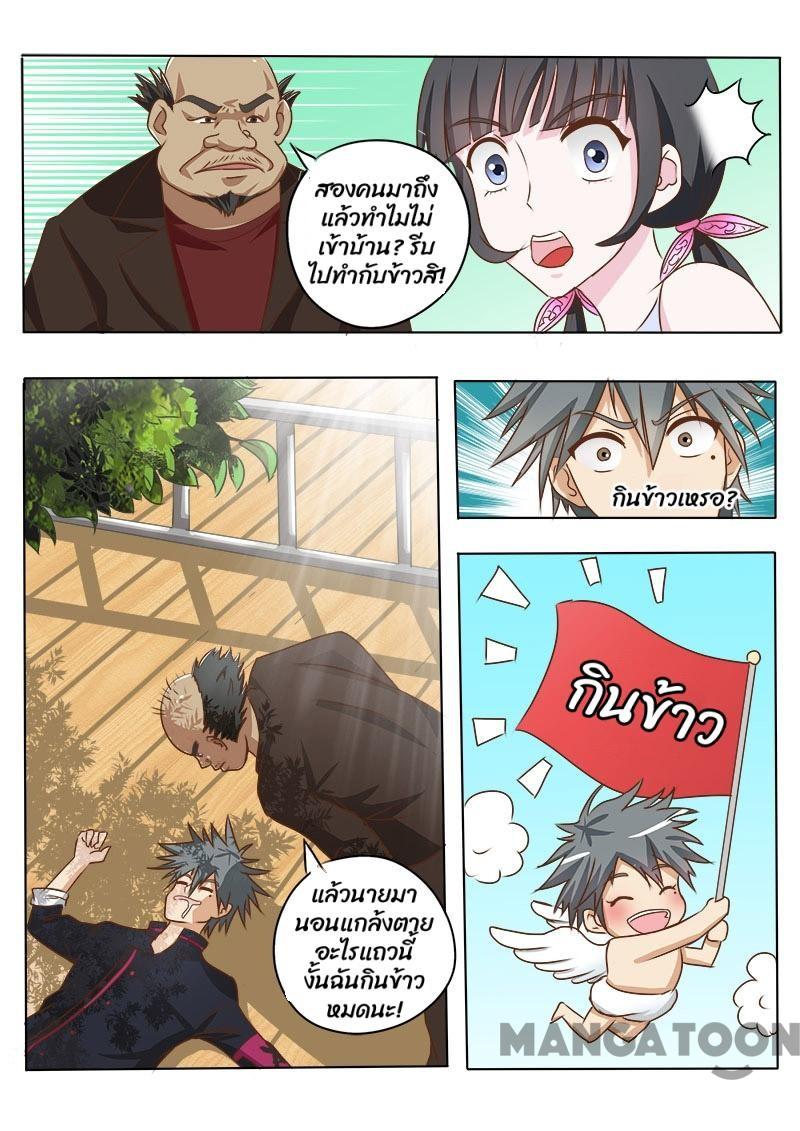 สองคนมาถึง
แล้วทำไมไม่
เข้าบ้าน? รีบ
ไปทำกับข้าวสิ!
กินข้าวเหรอ?
แล้วนายมา
นอนแกล้งตาย
อะไรแถวนี้
งั้นฉันกินข้าว
หมดนะ!
กินข้าว
MANGATOON